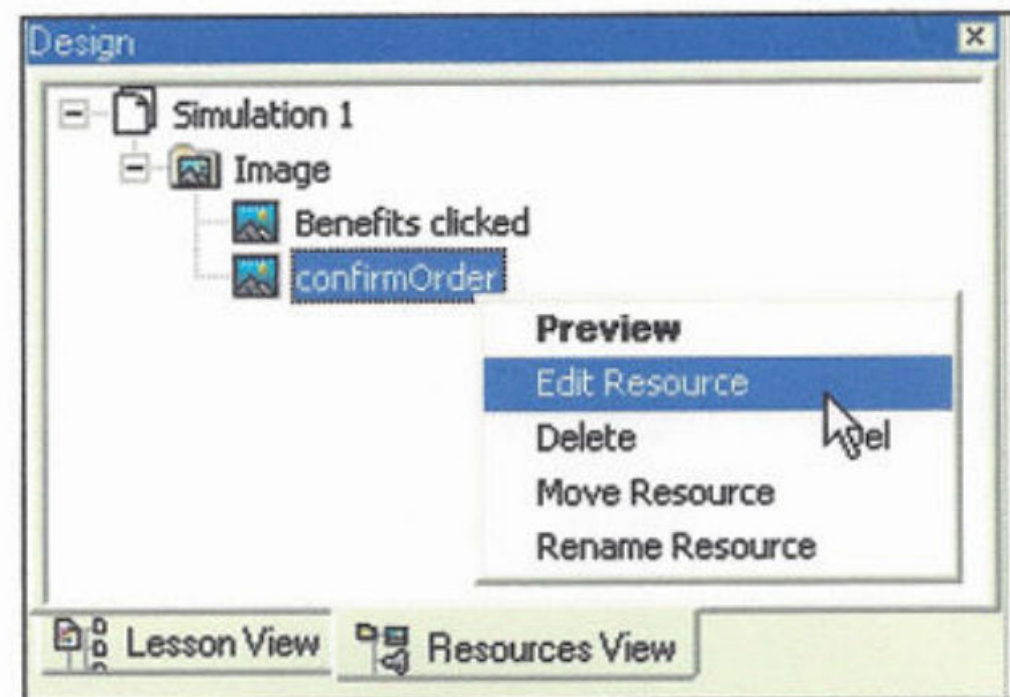 Design
Simulation 1
Image
Benefits clicked
confirmOrder
Preview
Edit Resource
Delete Del
Move Resource
Rename Resource
Lesson View Resources View